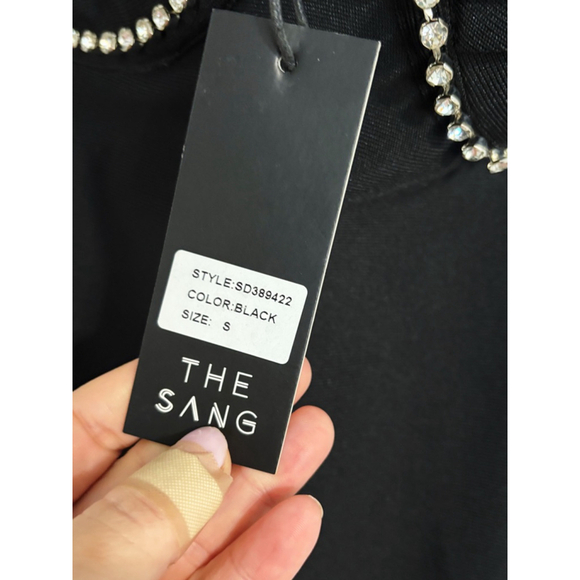 STYLE:SD389422
COLOR:BLACK
SIZE: S
THE
SANG